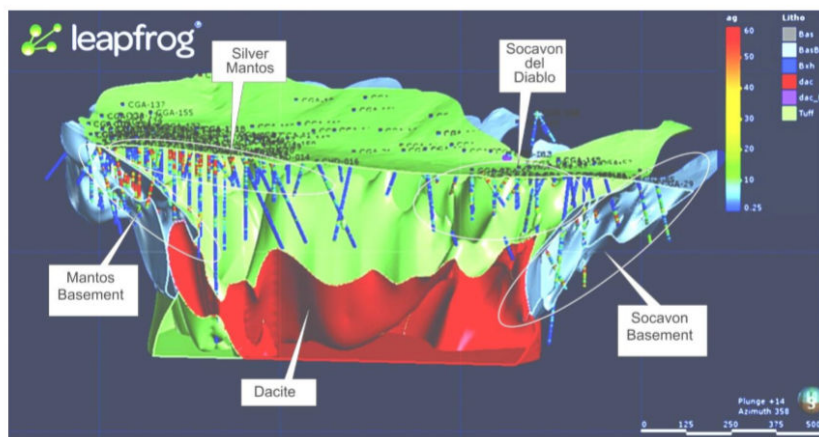 leapfrog
Silver
Mantos
Socavon
del
Diablo
ag
60
50
40
30
20
10
0.25
Litho
Bas
BasB
Bxh
dac
dac_
Tuff
CGA-137
CGA-155
Mantos
Basement
Dacite
Socavon
Basement
Plunge +14
Azimuth 358
0 125 250 375 500